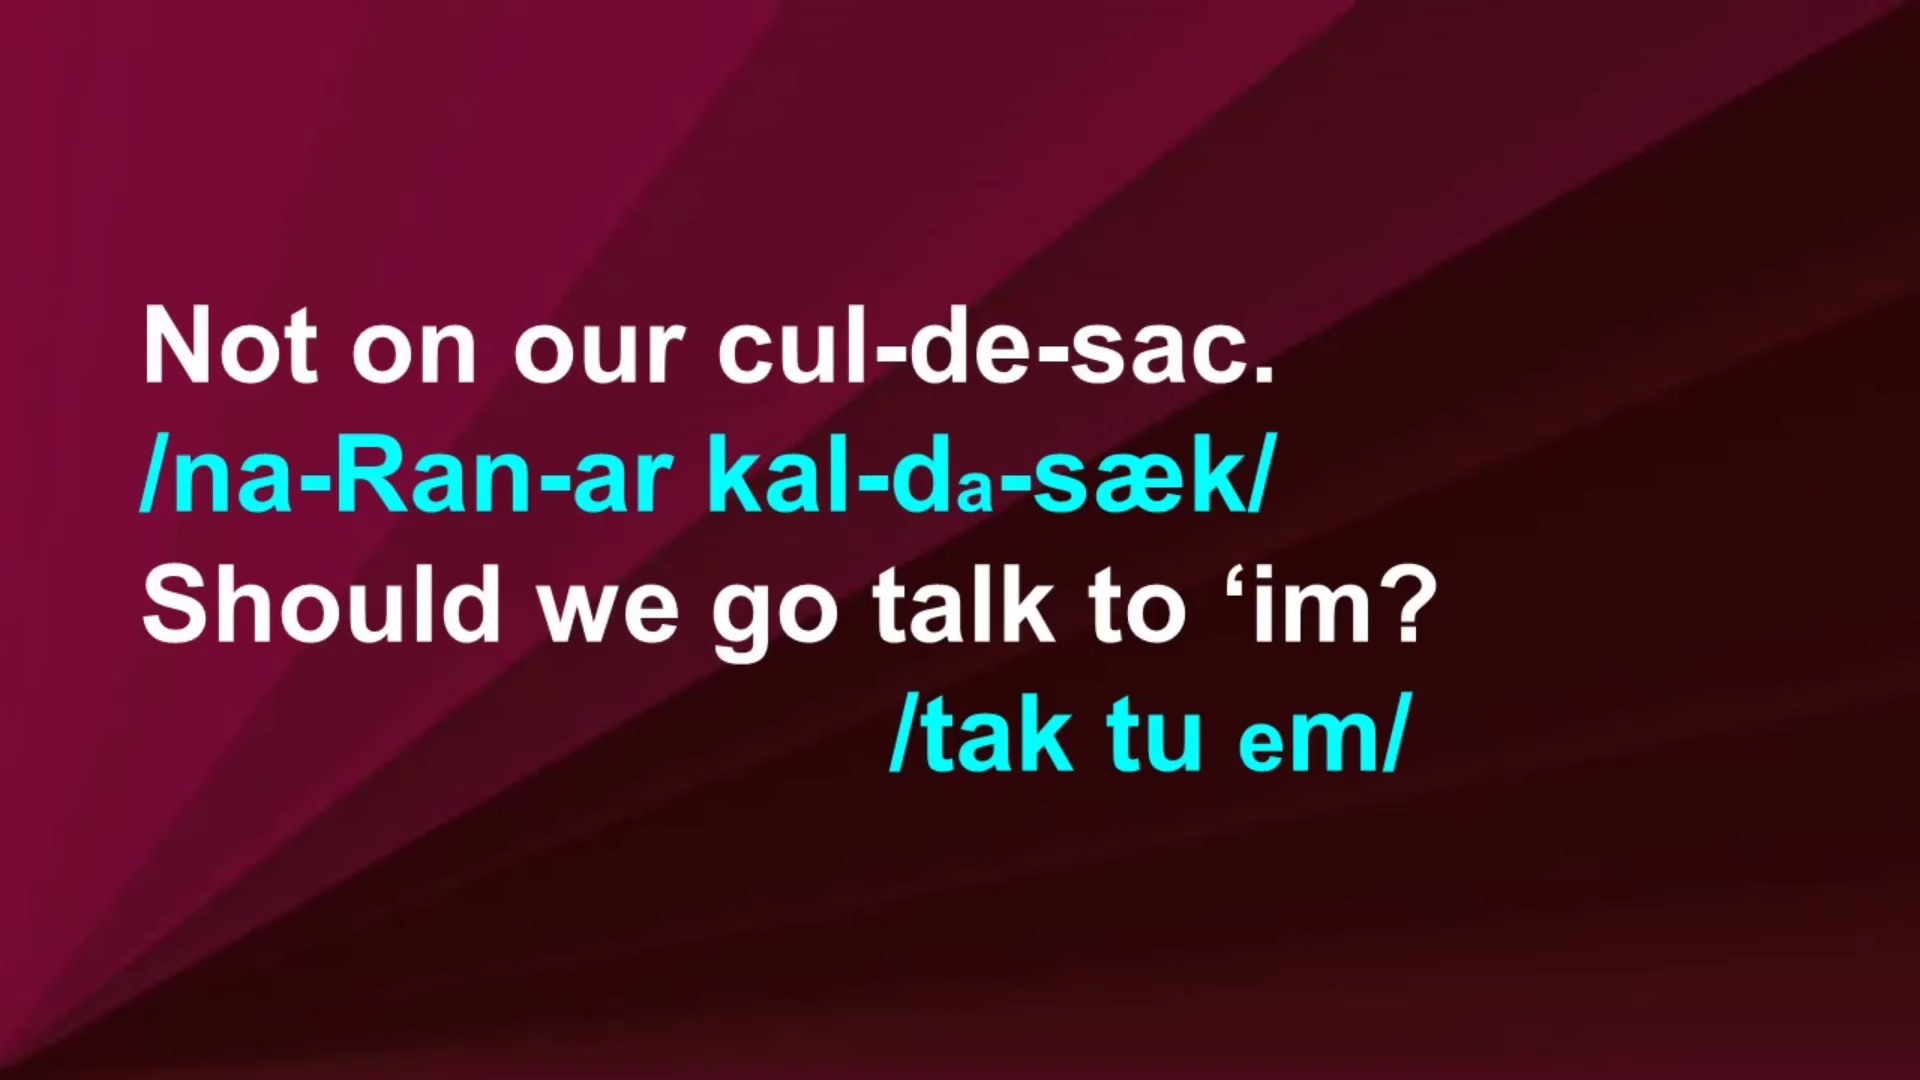 Not on our cul-de-sac.
/na-Ran-ar kal-da-sæk/
Should we go talk to ‘im?
/tak tu em/